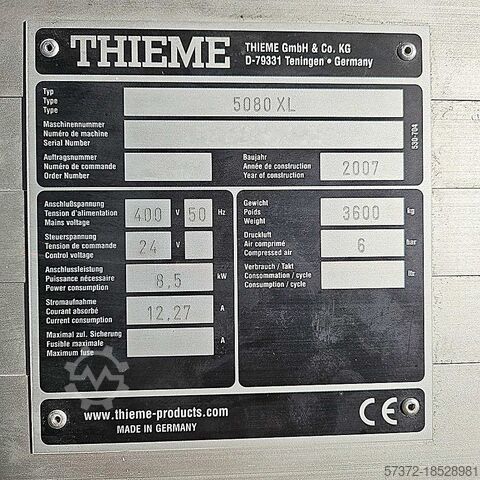 THIEME
THIEME GmbH & Co. KG
D-79331 Teningen • Germany
Typ
Type
Type
5080 XL
Maschinennummer
Numéro de machine
Serial Number
530-704
Auftragsnummer
Numéro de commande
Order Number
Baujahr
Année de construction
Year of construction
2007
Anschlußspannung
Tension d'alimentation
Mains voltage
400 V 50 Hz
Steuerspannung
Tension de commande
Control voltage
24 V
Anschlussleistung
Puissance nécessaire
Power consumption
8,5 kW
Stromaufnahme
Courant absorbé
Current consumption
12,27 A
Maximal zul. Sicherung
Fusible maximale
Maximum fuse
A
Gewicht
Poids
Weight
3600 kg
Druckluft
Air comprimé
Compressed air
6 bar
Verbrauch / Takt
Consommation / cycle
Consumption / cycle
ltr
www.thieme-products.com
MADE IN GERMANY
CE
57372-18528981